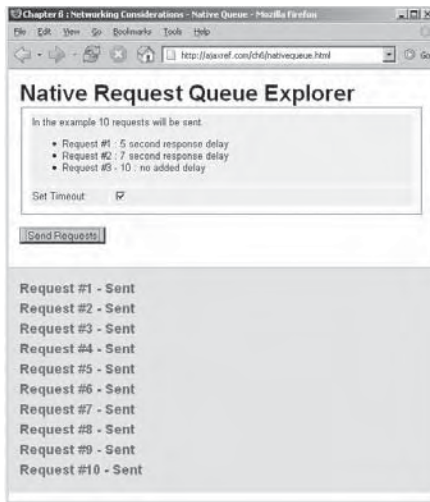 Chapter 6 : Networking Considerations - Native Queue - Mozilla Firefox
File Edit View Go Bookmarks Tools Help
http://ajaxref.com/ch6/nativequeue.html Go
Native Request Queue Explorer
In the example 10 requests will be sent.
Request #1 : 5 second response delay
Request #2 : 7 second response delay
Request #3 - 10 : no added delay
Set Timeout
Send Requests
Request #1 - Sent
Request #2 - Sent
Request #3 - Sent
Request #4 - Sent
Request #5 - Sent
Request #6 - Sent
Request #7 - Sent
Request #8 - Sent
Request #9 - Sent
Request #10 - Sent